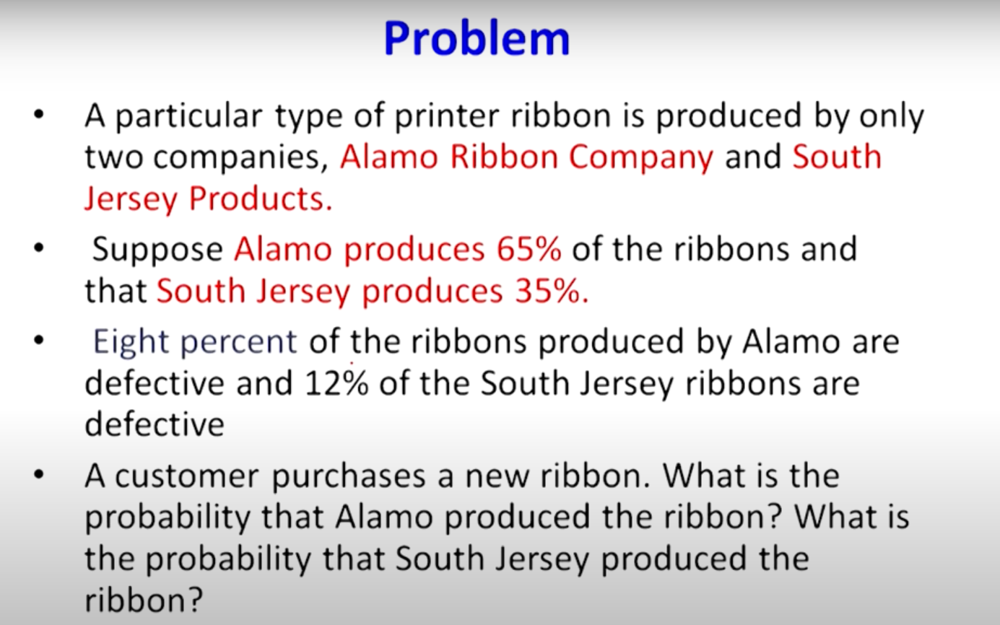 Problem
• A particular type of printer ribbon is produced by only
two companies, Alamo Ribbon Company and South
Jersey Products.
• Suppose Alamo produces 65% of the ribbons and
that South Jersey produces 35%.
• Eight percent of the ribbons produced by Alamo are
defective and 12% of the South Jersey ribbons are
defective
• A customer purchases a new ribbon. What is the
probability that Alamo produced the ribbon? What is
the probability that South Jersey produced the
ribbon?